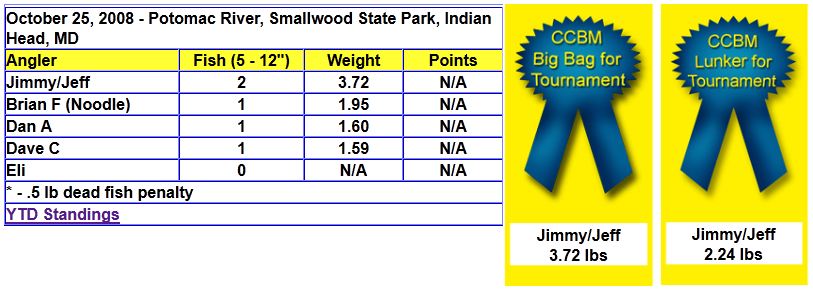 October 25, 2008 - Potomac River, Smallwood State Park, Indian
Head, MD
Angler Fish (5 - 12") Weight Points
Jimmy/Jeff 2 3.72 N/A
Brian F (Noodle) 1 1.95 N/A
Dan A 1 1.60 N/A
Dave C 1 1.59 N/A
Eli 0 N/A N/A
* - .5 lb dead fish penalty
YTD Standings
CCBM
Big Bag for
Tournament
Jimmy/Jeff
3.72 lbs
CCBM
Lunker for
Tournament
Jimmy/Jeff
2.24 lbs